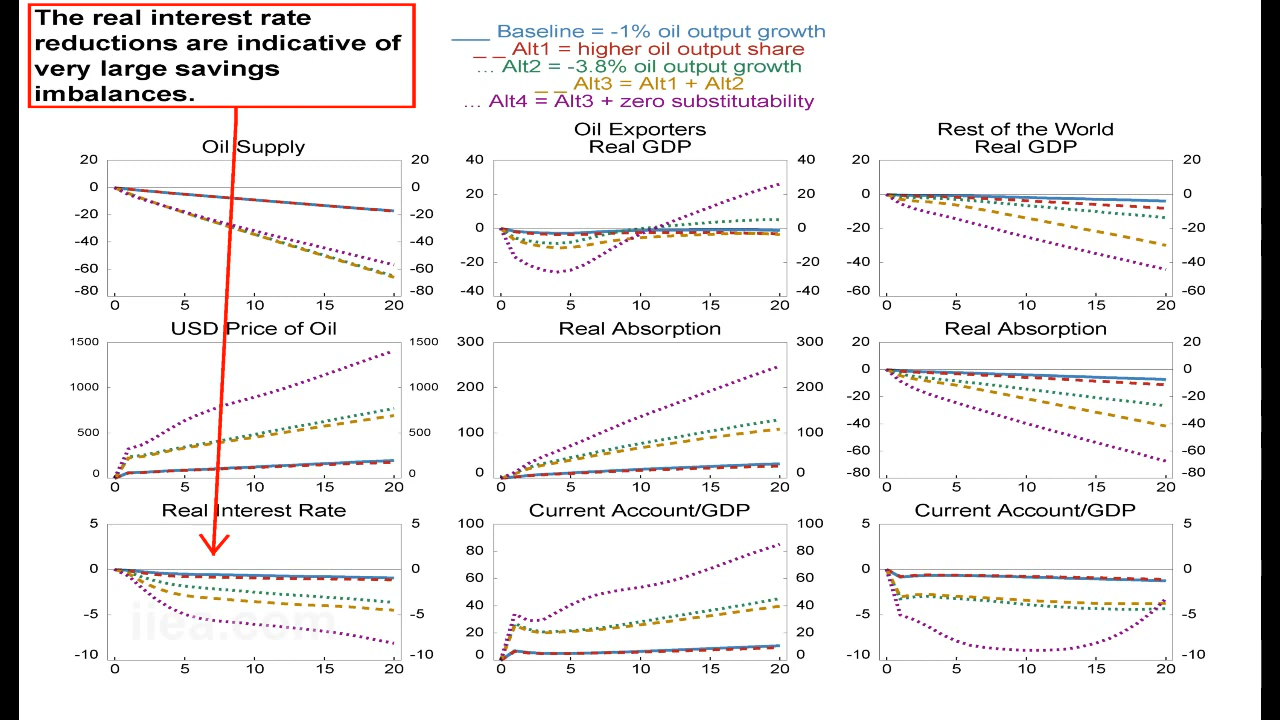 The real interest rate
reductions are indicative of
very large savings
imbalances.
___ Baseline = -1% oil output growth
_ _ Alt1 = higher oil output share
... Alt2 = -3.8% oil output growth
_ _ Alt3 = Alt1 + Alt2
... Alt4 = Alt3 + zero substitutability
Oil Supply
20 0 -20 -40 -60 -80
20 0 -20 -40 -60 -80
0 5 10 15 20
Oil Exporters
Real GDP
40 20 0 -20 -40
40 20 0 -20 -40
0 5 10 15 20
Rest of the World
Real GDP
20 0 -20 -40 -60
20 0 -20 -40 -60
0 5 10 15 20
USD Price of Oil
1500 1000 500 0
1500 1000 500 0
0 5 10 15 20
Real Absorption
300 200 100 0
300 200 100 0
0 5 10 15 20
Real Absorption
20 0 -20 -40 -60 -80
20 0 -20 -40 -60 -80
0 5 10 15 20
Real Interest Rate
5 0 -5 -10
5 0 -5 -10
0 5 10 15 20
iiea.com
Current Account/GDP
100 80 60 40 20 0
100 80 60 40 20 0
0 5 10 15 20
Current Account/GDP
5 0 -5 -10
5 0 -5 -10
0 5 10 15 20